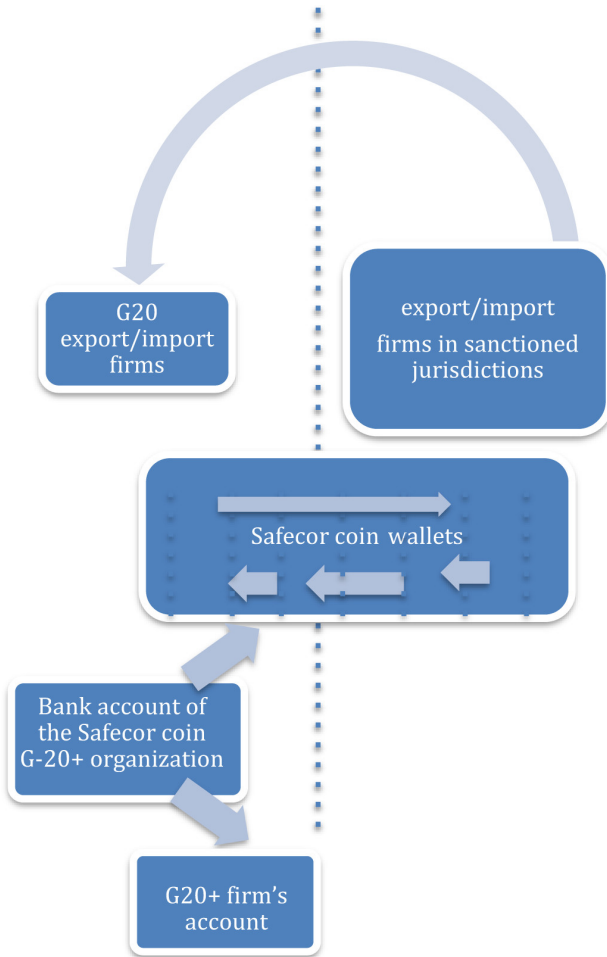 G20
export/import
firms
export/import
firms in sanctioned
jurisdictions
Safecor coin wallets
Bank account of
the Safecor coin
G-20+ organization
G20+ firm’s
account